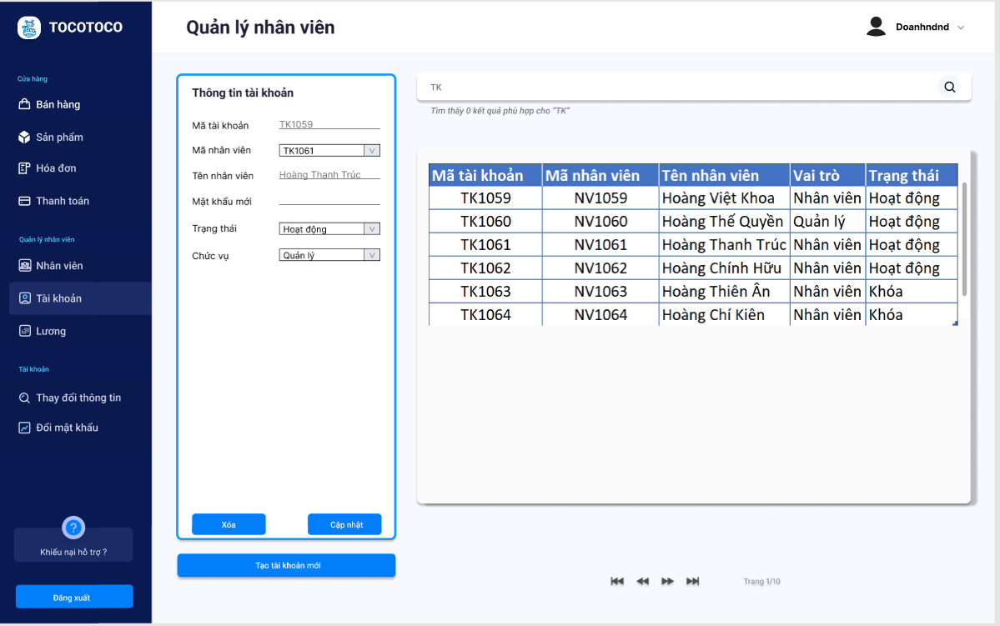 TOCOTOCO
Cửa hàng
Bán hàng
Sản phẩm
Hóa đơn
Thanh toán
Quản lý nhân viên
Nhân viên
Tài khoản
Lương
Tài khoản
Thay đổi thông tin
Đổi mật khẩu
?
Khiếu nại hỗ trợ ?
Đăng xuất
Quản lý nhân viên
Doanhndnd
Thông tin tài khoản
Mã tài khoản TK1059
Mã nhân viên TK1061 V
Tên nhân viên Hoàng Thanh Trúc
Mật khẩu mới
Trạng thái Hoạt động V
Chức vụ Quản lý V
Xóa Cập nhật
Tạo tài khoản mới
TK
Tìm thấy 0 kết quả phù hợp cho “TK”
Mã tài khoản Mã nhân viên Tên nhân viên Vai trò Trạng thái
TK1059 NV1059 Hoàng Việt Khoa Nhân viên Hoạt động
TK1060 NV1060 Hoàng Thế Quyền Quản lý Hoạt động
TK1061 NV1061 Hoàng Thanh Trúc Nhân viên Hoạt động
TK1062 NV1062 Hoàng Chính Hữu Nhân viên Hoạt động
TK1063 NV1063 Hoàng Thiên Ân Nhân viên Khóa
TK1064 NV1064 Hoàng Chí Kiên Nhân viên Khóa
Trang 1/10